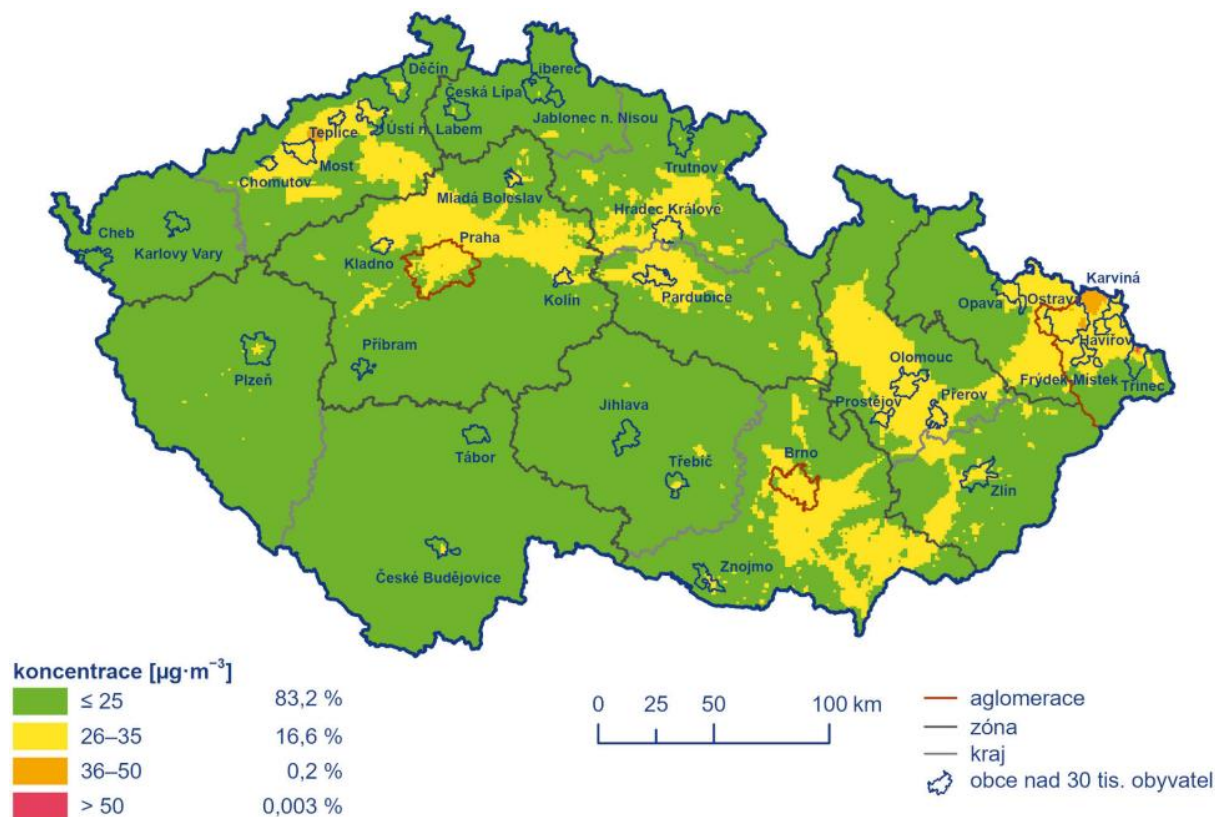 Děčín
Liberec
Česká Lípa
Jablonec n. Nisou
Teplice
Ústí n. Labem
Most
Chomutov
Trutnov
Mladá Boleslav
Hradec Králové
Cheb
Karlovy Vary
Praha
Kladno
Kolín
Pardubice
Karviná
Opava
Ostrava
Havířov
Olomouc
Frýdek-Místek
Třinec
Příbram
Plzeň
Prostějov
Přerov
Jihlava
Tábor
Třebíč
Brno
Zlín
Znojmo
České Budějovice
koncentrace [µg·m⁻³]
≤ 25 83,2 %
26–35 16,6 %
36–50 0,2 %
> 50 0,003 %
0 25 50 100 km
aglomerace
zóna
kraj
obce nad 30 tis. obyvatel